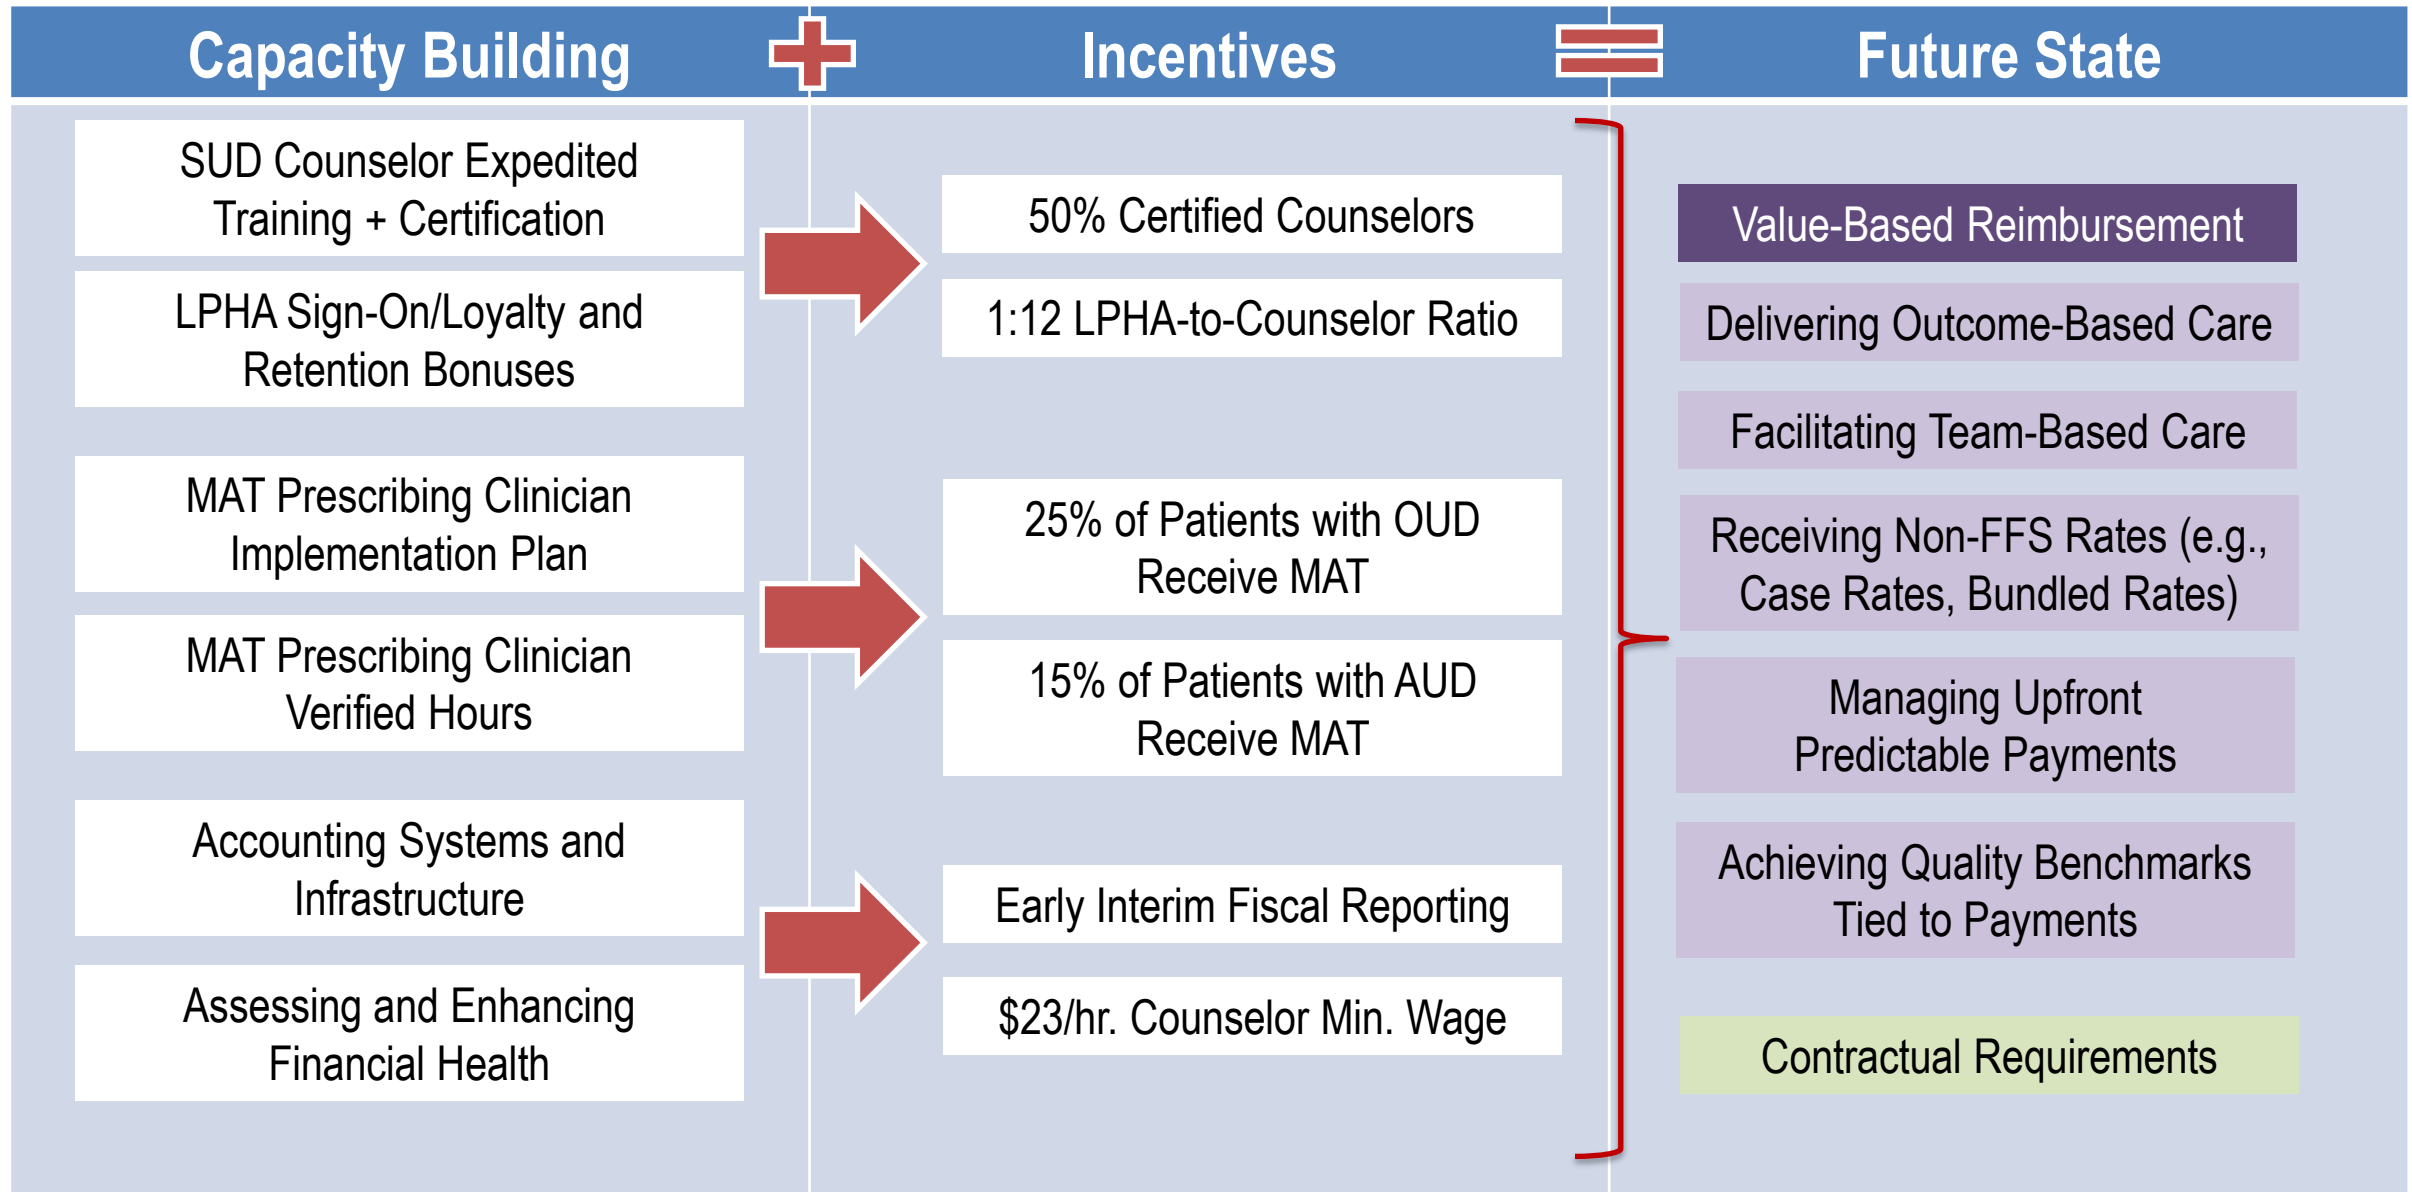 Capacity Building
Incentives
Future State
SUD Counselor Expedited
Training + Certification
LPHA Sign-On/Loyalty and
Retention Bonuses
MAT Prescribing Clinician
Implementation Plan
MAT Prescribing Clinician
Verified Hours
Accounting Systems and
Infrastructure
Assessing and Enhancing
Financial Health
50% Certified Counselors
1:12 LPHA-to-Counselor Ratio
25% of Patients with OUD
Receive MAT
15% of Patients with AUD
Receive MAT
Early Interim Fiscal Reporting
$23/hr. Counselor Min. Wage
Value-Based Reimbursement
Delivering Outcome-Based Care
Facilitating Team-Based Care
Receiving Non-FFS Rates (e.g.,
Case Rates, Bundled Rates)
Managing Upfront
Predictable Payments
Achieving Quality Benchmarks
Tied to Payments
Contractual Requirements